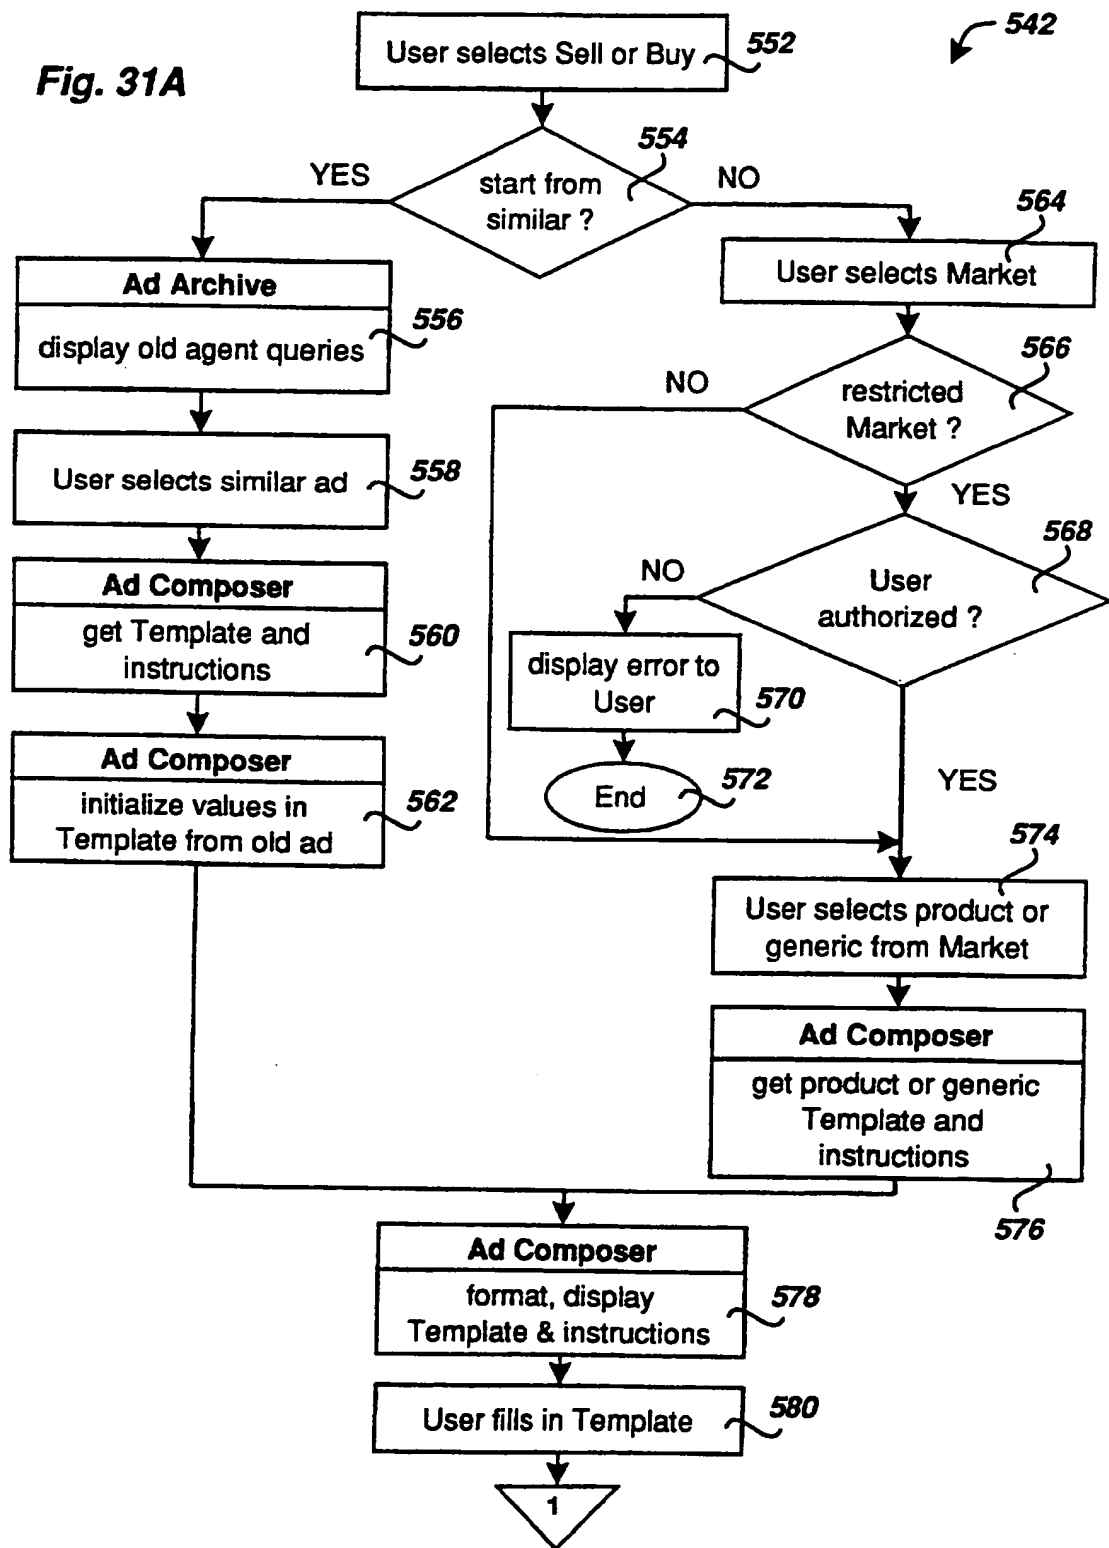 Fig. 31A
542
User selects Sell or Buy
552
554
YES
start from
similar ?
NO
564
User selects Market
Ad Archive
display old agent queries
556
566
NO
restricted
Market ?
YES
User selects similar ad
558
568
NO
User
authorized ?
Ad Composer
get Template and
instructions
560
display error to
User
570
End
572
YES
Ad Composer
initialize values in
Template from old ad
562
574
User selects product or
generic from Market
Ad Composer
get product or generic
Template and
instructions
576
Ad Composer
format, display
Template & instructions
578
User fills in Template
580
1